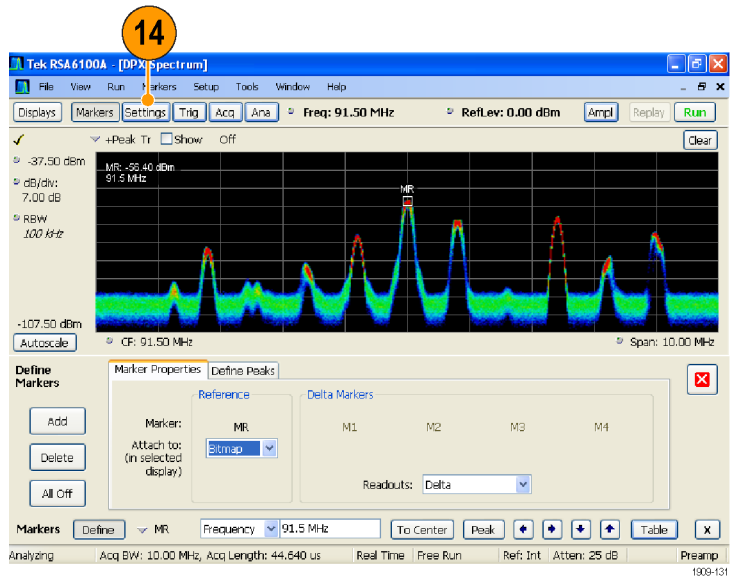 14
Tek RSA6100A - [DPX Spectrum]
File View Run Markers Setup Tools Window Help
Displays Markers Settings Trig Acq Ana Freq: 91.50 MHz RefLev: 0.00 dBm Ampl Replay Run
+Peak Tr Show Off Clear
-37.50 dBm
dB/div:
7.00 dB
RBW
100 kHz
-107.50 dBm
MR: -56.40 dBm
91.5 MHz
MR
Autoscale CF: 91.50 MHz Span: 10.00 MHz
Define
Markers
Add
Delete
All Off
Marker Properties Define Peaks
Reference Delta Markers
Marker: MR M1 M2 M3 M4
Attach to:
(in selected
display)
Bitmap
Readouts: Delta
Markers Define MR Frequency 91.5 MHz To Center Peak Table X
Analyzing Acq BW: 10.00 MHz, Acq Length: 44.640 us Real Time Free Run Ref: Int Atten: 25 dB Preamp
1909-131